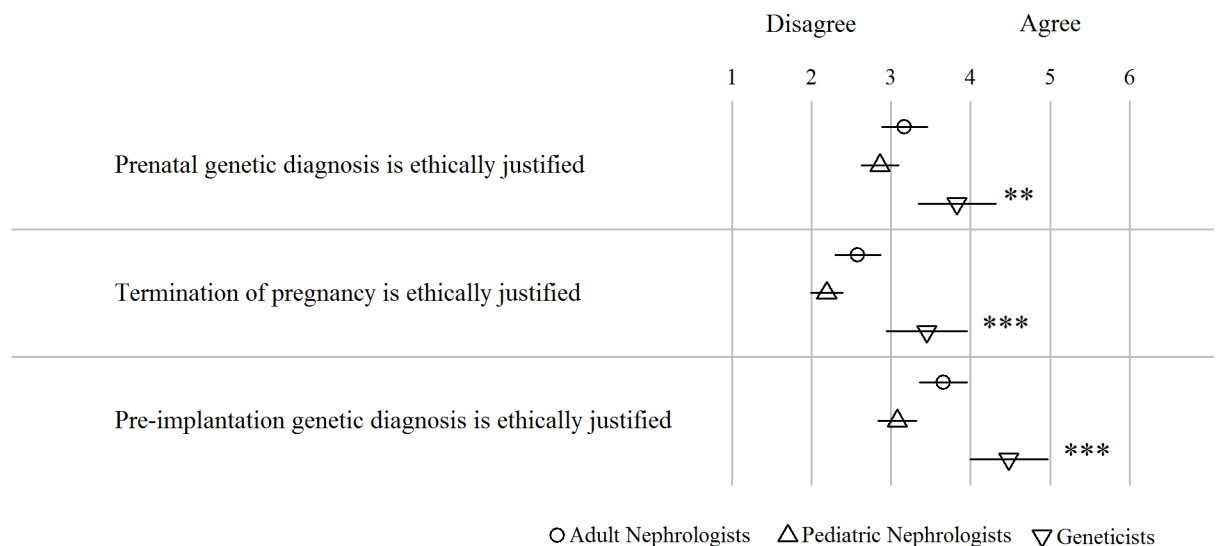 Disagree Agree
1 2 3 4 5 6
Prenatal genetic diagnosis is ethically justified
**
Termination of pregnancy is ethically justified
***
Pre-implantation genetic diagnosis is ethically justified
***
Adult Nephrologists Pediatric Nephrologists Geneticists